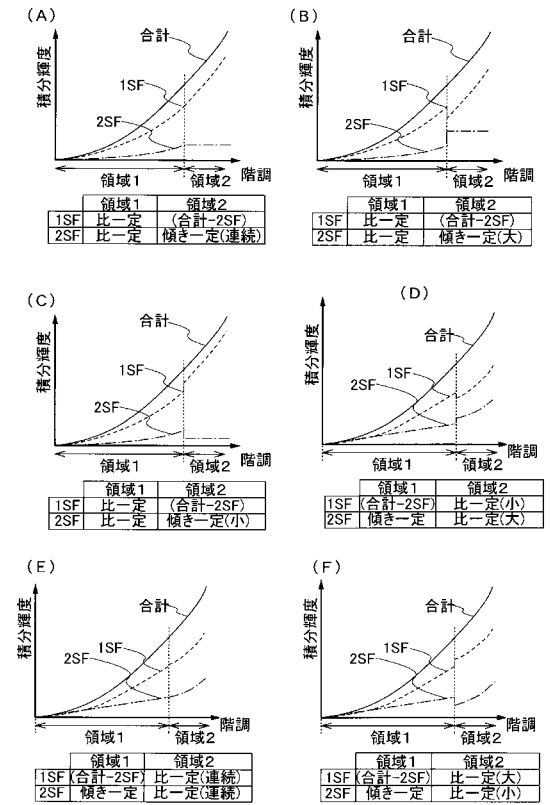 (A)
積分輝度
合計
1SF
2SF
階調
領域1 領域2
領域1 領域2
1SF 比一定 (合計-2SF)
2SF 比一定 傾き一定(連続)
(B)
積分輝度
合計
1SF
2SF
階調
領域1 領域2
領域1 領域2
1SF 比一定 (合計-2SF)
2SF 比一定 傾き一定(大)
(C)
積分輝度
合計
1SF
2SF
階調
領域1 領域2
領域1 領域2
1SF 比一定 (合計-2SF)
2SF 比一定 傾き一定(小)
(D)
積分輝度
合計
1SF
2SF
階調
領域1 領域2
領域1 領域2
1SF (合計-2SF) 比一定(小)
2SF 傾き一定 比一定(大)
(E)
積分輝度
合計
1SF
2SF
階調
領域1 領域2
領域1 領域2
1SF (合計-2SF) 比一定(連続)
2SF 傾き一定 比一定(連続)
(F)
積分輝度
合計
1SF
2SF
階調
領域1 領域2
領域1 領域2
1SF (合計-2SF) 比一定(大)
2SF 傾き一定 比一定(小)